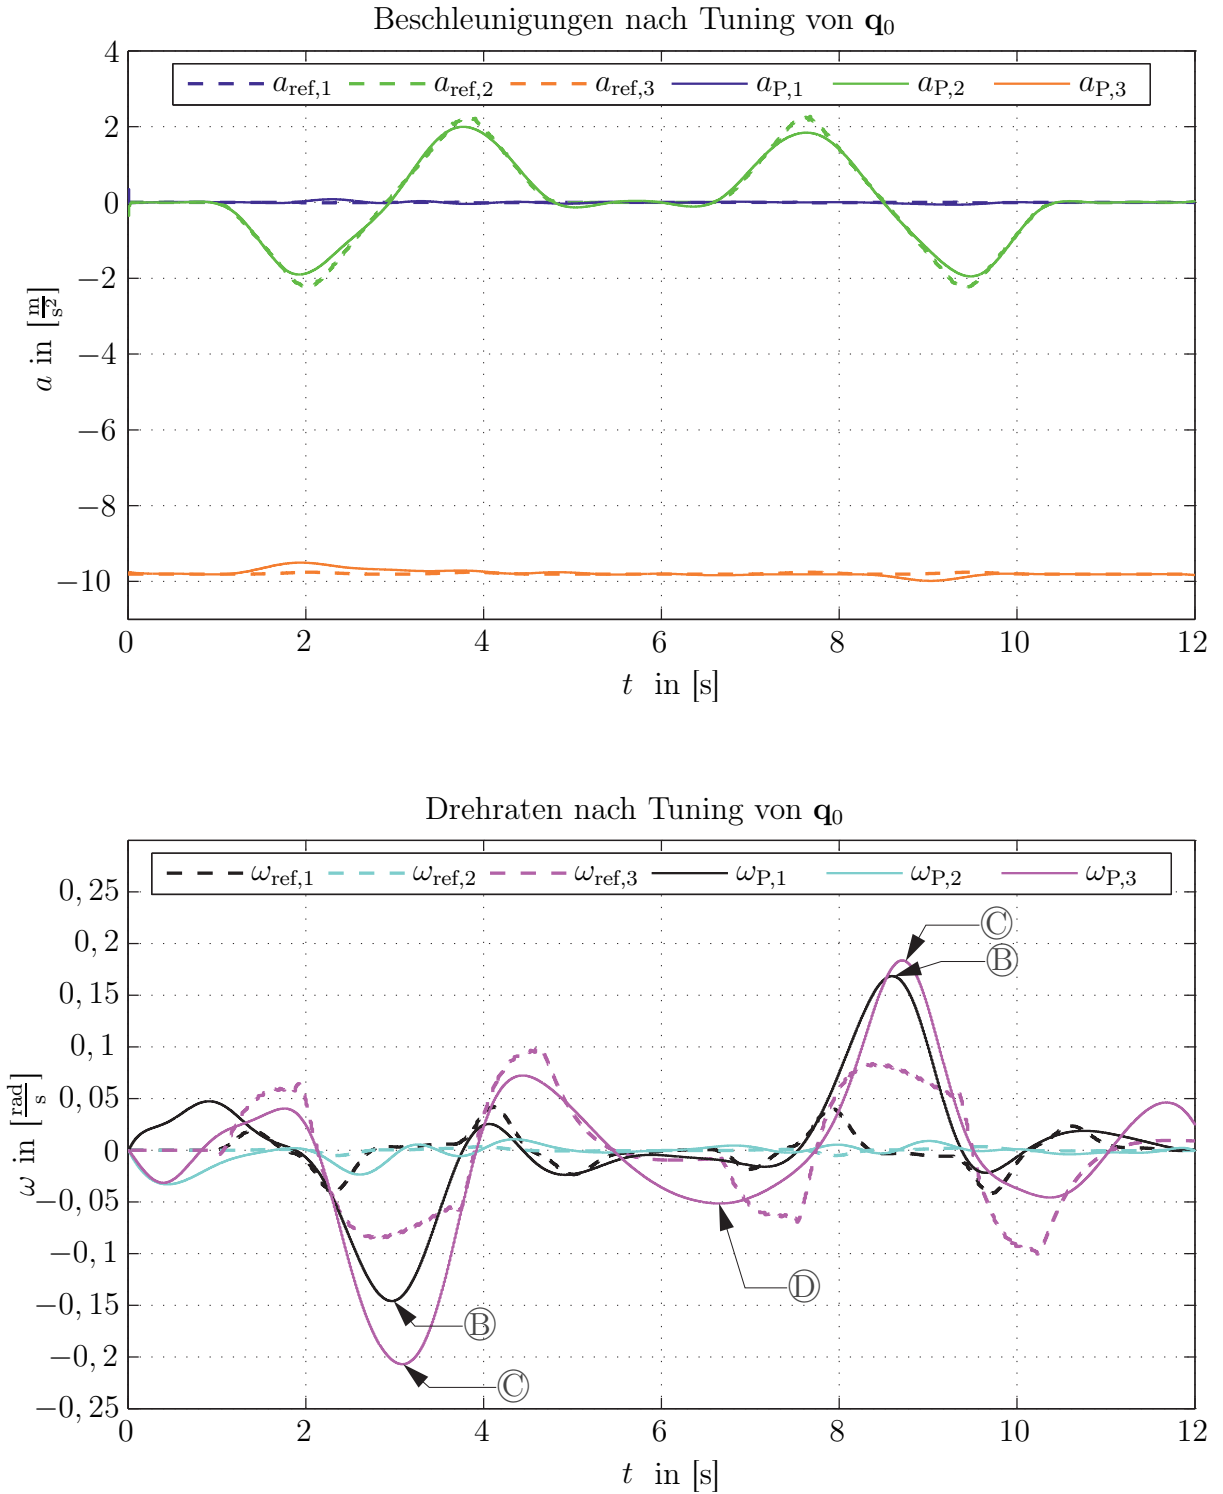 Beschleunigungen nach Tuning von q₀
a_ref,1 a_ref,2 a_ref,3 a_P,1 a_P,2 a_P,3
4
2
0
−2
−4
−6
−8
−10
a in [m/s²]
0 2 4 6 8 10 12
t in [s]
Drehraten nach Tuning von q₀
ω_ref,1 ω_ref,2 ω_ref,3 ω_P,1 ω_P,2 ω_P,3
0,25
0,2
0,15
0,1
0,05
0
−0,05
−0,1
−0,15
−0,2
−0,25
ω in [rad/s]
Ⓒ
Ⓑ
Ⓓ
Ⓑ
Ⓒ
0 2 4 6 8 10 12
t in [s]